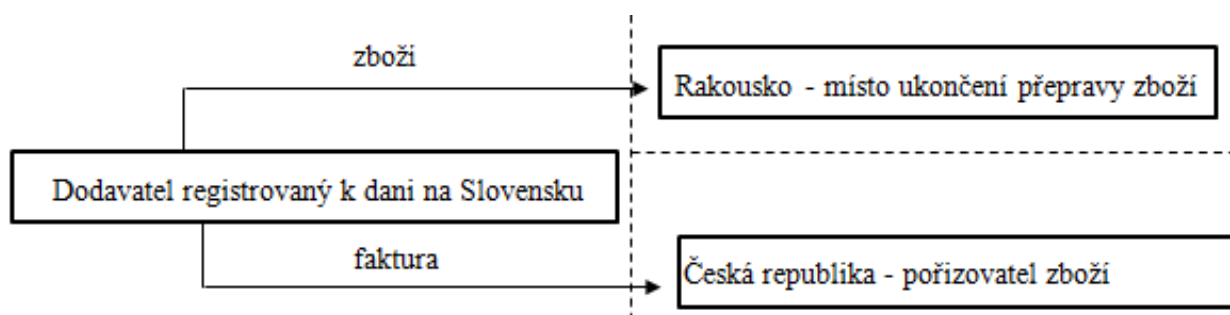 zboží
Rakousko - místo ukončení přepravy zboží
Dodavatel registrovaný k dani na Slovensku
faktura
Česká republika - pořizovatel zboží